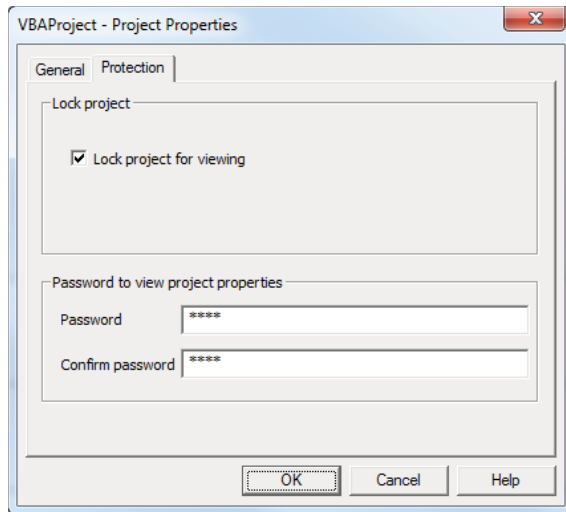 VBAProject - Project Properties
General Protection
Lock project
Lock project for viewing
Password to view project properties
Password ****
Confirm password ****
OK Cancel Help